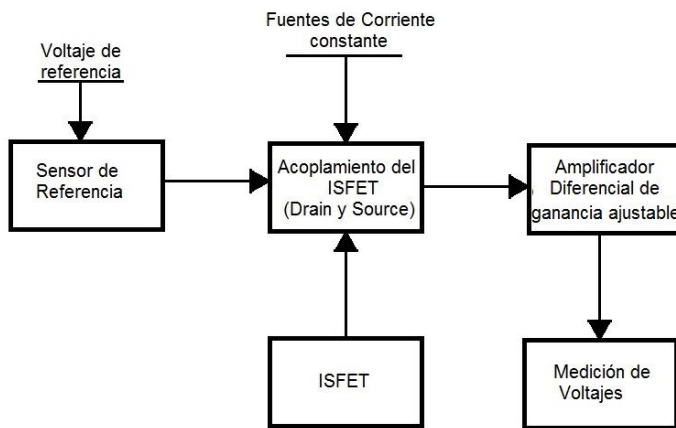 Fuentes de Corriente
constante
Voltaje de
referencia
Sensor de
Referencia
Acoplamiento del
ISFET
(Drain y Source)
Amplificador
Diferencial de
ganancia ajustable
ISFET
Medición de
Voltajes